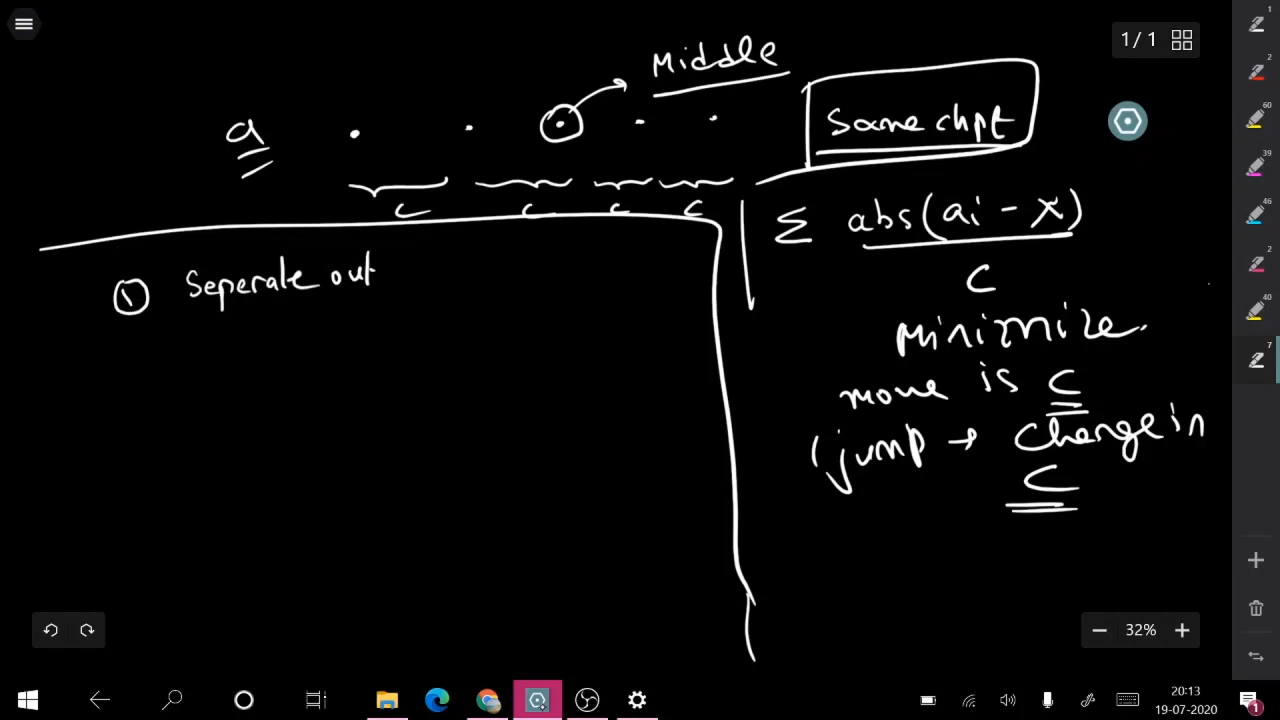 1/1
Middle
a
Same chpt
c c c c
Σ abs(ai - x)
c
① Seperate out
minimize.
move is c
jump → change in
c
32%
20:13
19-07-2020